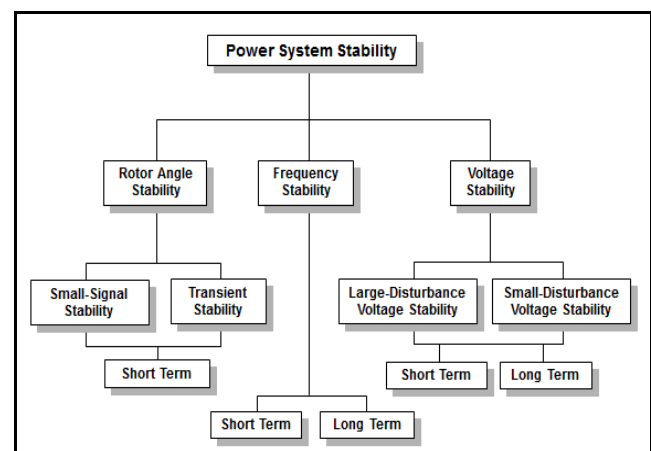 Power System Stability
Rotor Angle
Stability
Frequency
Stability
Voltage
Stability
Small-Signal
Stability
Transient
Stability
Large-Disturbance
Voltage Stability
Small-Disturbance
Voltage Stability
Short Term
Short Term
Long Term
Short Term
Long Term